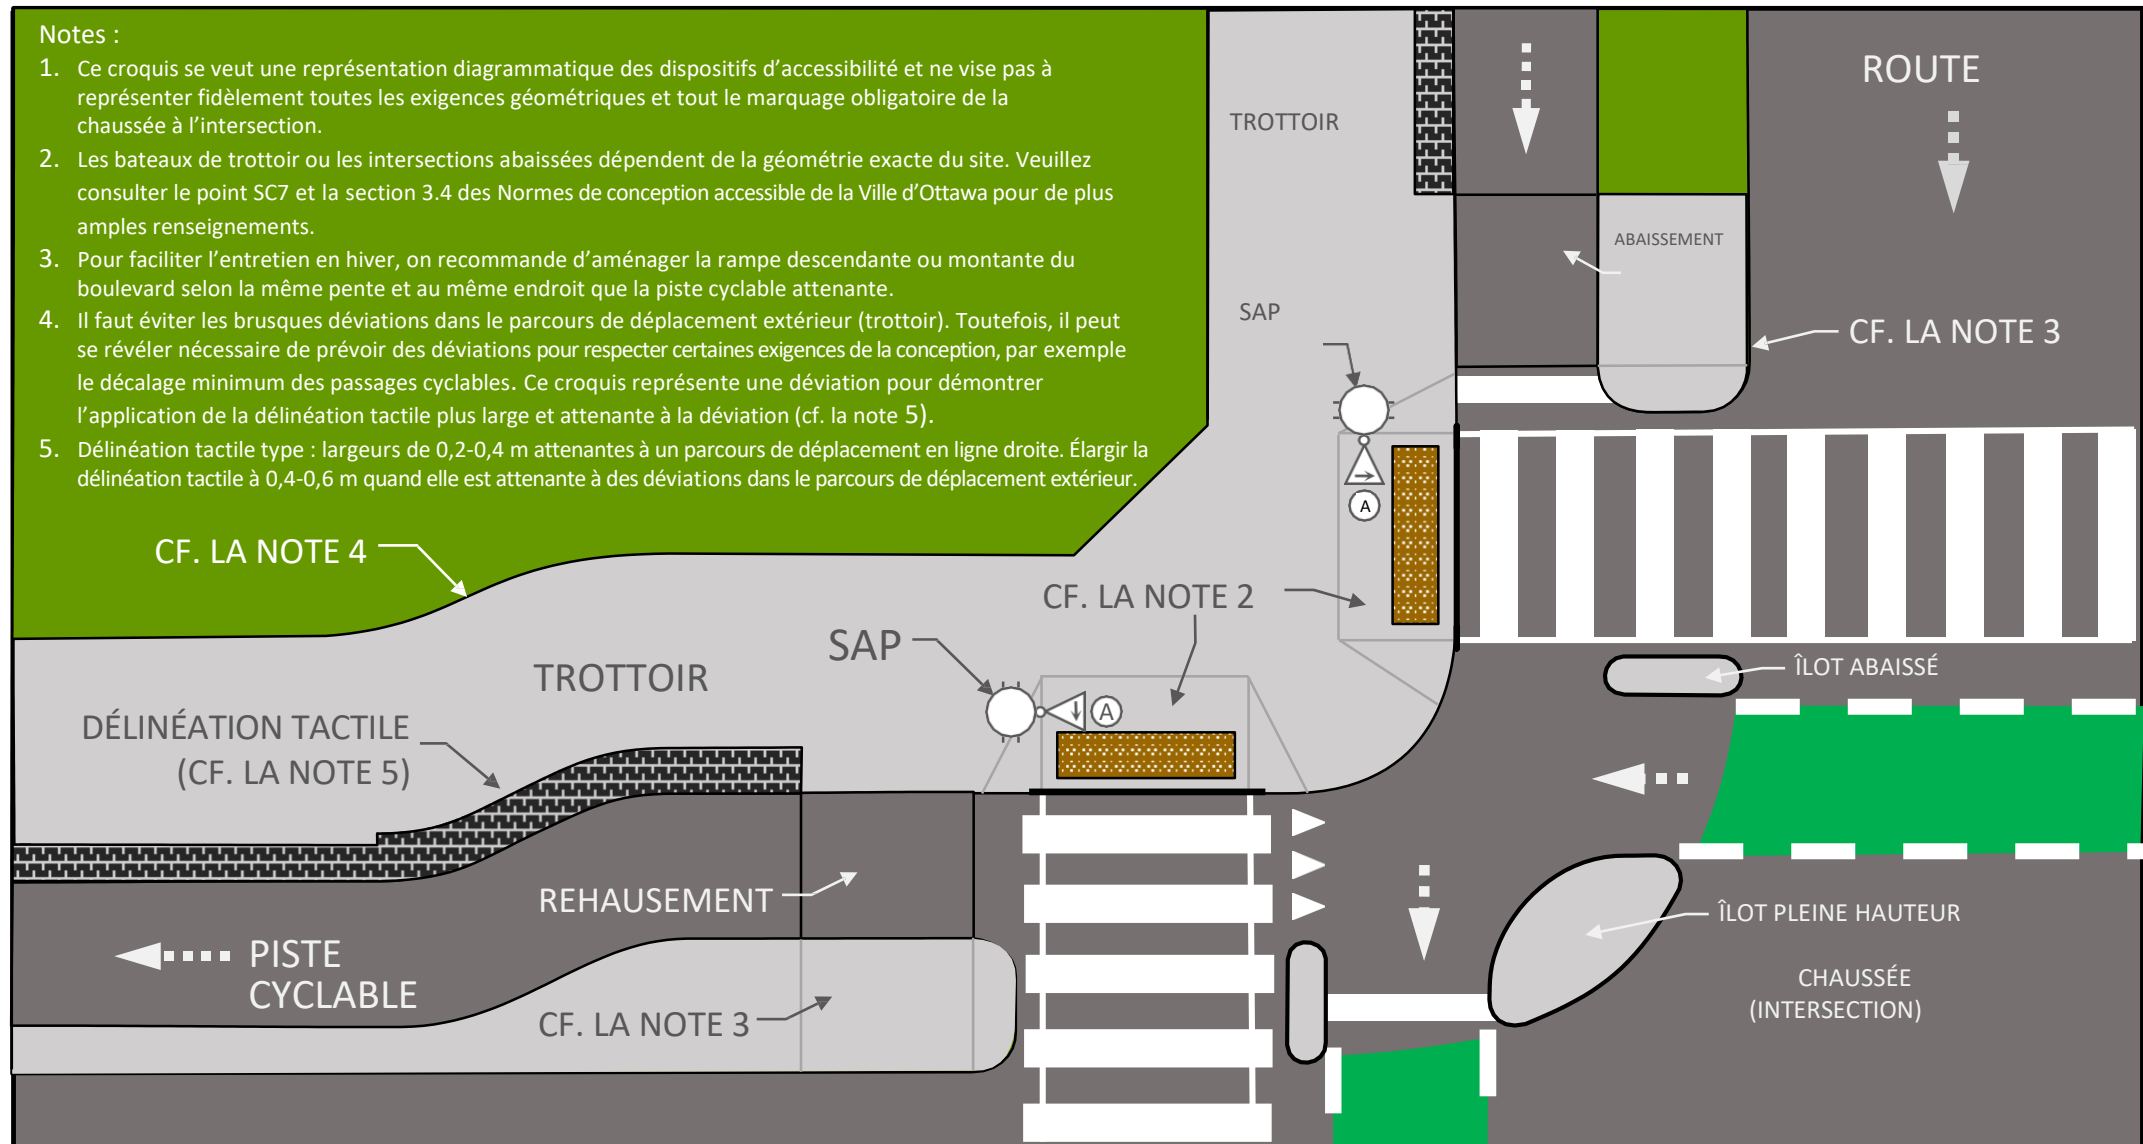 Notes :
1. Ce croquis se veut une représentation diagrammatique des dispositifs d’accessibilité et ne vise pas à
représenter fidèlement toutes les exigences géométriques et tout le marquage obligatoire de la
chaussée à l’intersection.
2. Les bateaux de trottoir ou les intersections abaissées dépendent de la géométrie exacte du site. Veuillez
consulter le point SC7 et la section 3.4 des Normes de conception accessible de la Ville d’Ottawa pour de plus
amples renseignements.
3. Pour faciliter l’entretien en hiver, on recommande d’aménager la rampe descendante ou montante du
boulevard selon la même pente et au même endroit que la piste cyclable attenante.
4. Il faut éviter les brusques déviations dans le parcours de déplacement extérieur (trottoir). Toutefois, il peut
se révéler nécessaire de prévoir des déviations pour respecter certaines exigences de la conception, par exemple
le décalage minimum des passages cyclables. Ce croquis représente une déviation pour démontrer
l’application de la délinéation tactile plus large et attenante à la déviation (cf. la note 5).
5. Délinéation tactile type : largeurs de 0,2-0,4 m attenantes à un parcours de déplacement en ligne droite. Élargir la
délinéation tactile à 0,4-0,6 m quand elle est attenante à des déviations dans le parcours de déplacement extérieur.
ROUTE
TROTTOIR
ABAISSEMENT
SAP
CF. LA NOTE 3
A
CF. LA NOTE 4
CF. LA NOTE 2
SAP
TROTTOIR
ÎLOT ABAISSÉ
A
DÉLINÉATION TACTILE
(CF. LA NOTE 5)
REHAUSEMENT
ÎLOT PLEINE HAUTEUR
PISTE
CYCLABLE
CHAUSSÉE
(INTERSECTION)
CF. LA NOTE 3